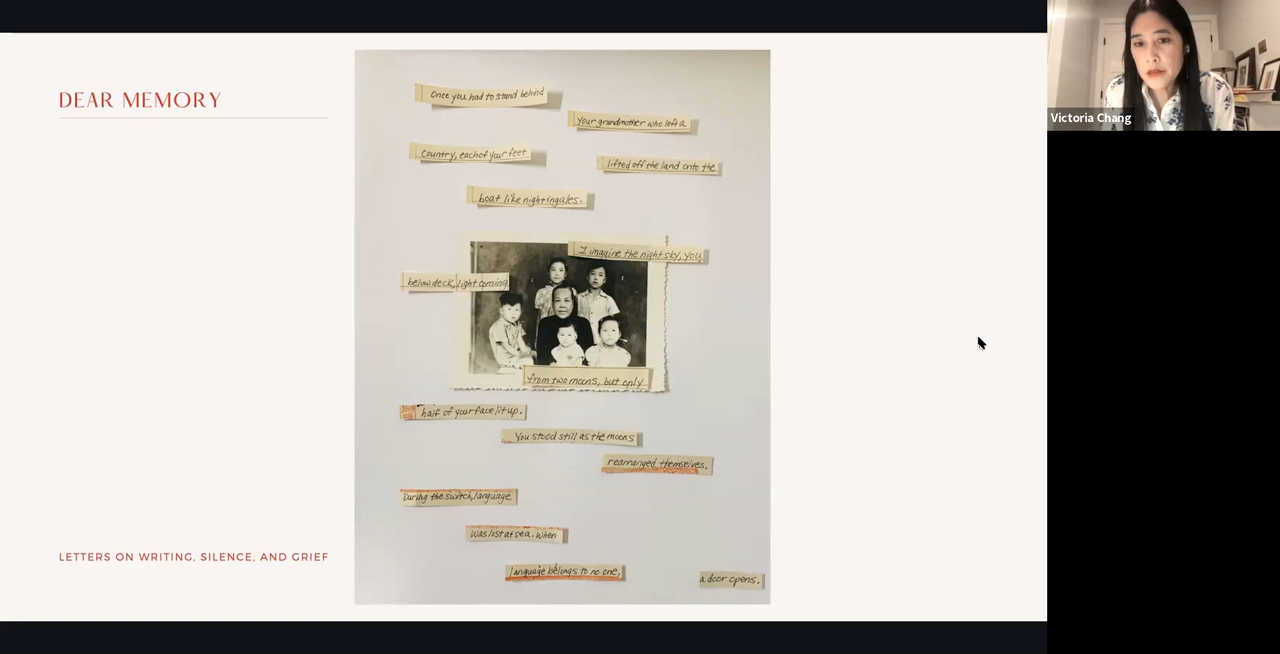 DEAR MEMORY
Once you had to stand behind
your grandmother who left a
country, each of your feet
lifted off the land onto the
boat like nightingales.
I imagine the night sky, you
below deck, light coming
from two moons, but only
half of your face lit up.
You stood still as the moons
rearranged themselves.
During the switch, language
was lost at sea. When
language belongs to no one,
a door opens.
LETTERS ON WRITING, SILENCE, AND GRIEF
Victoria Chang